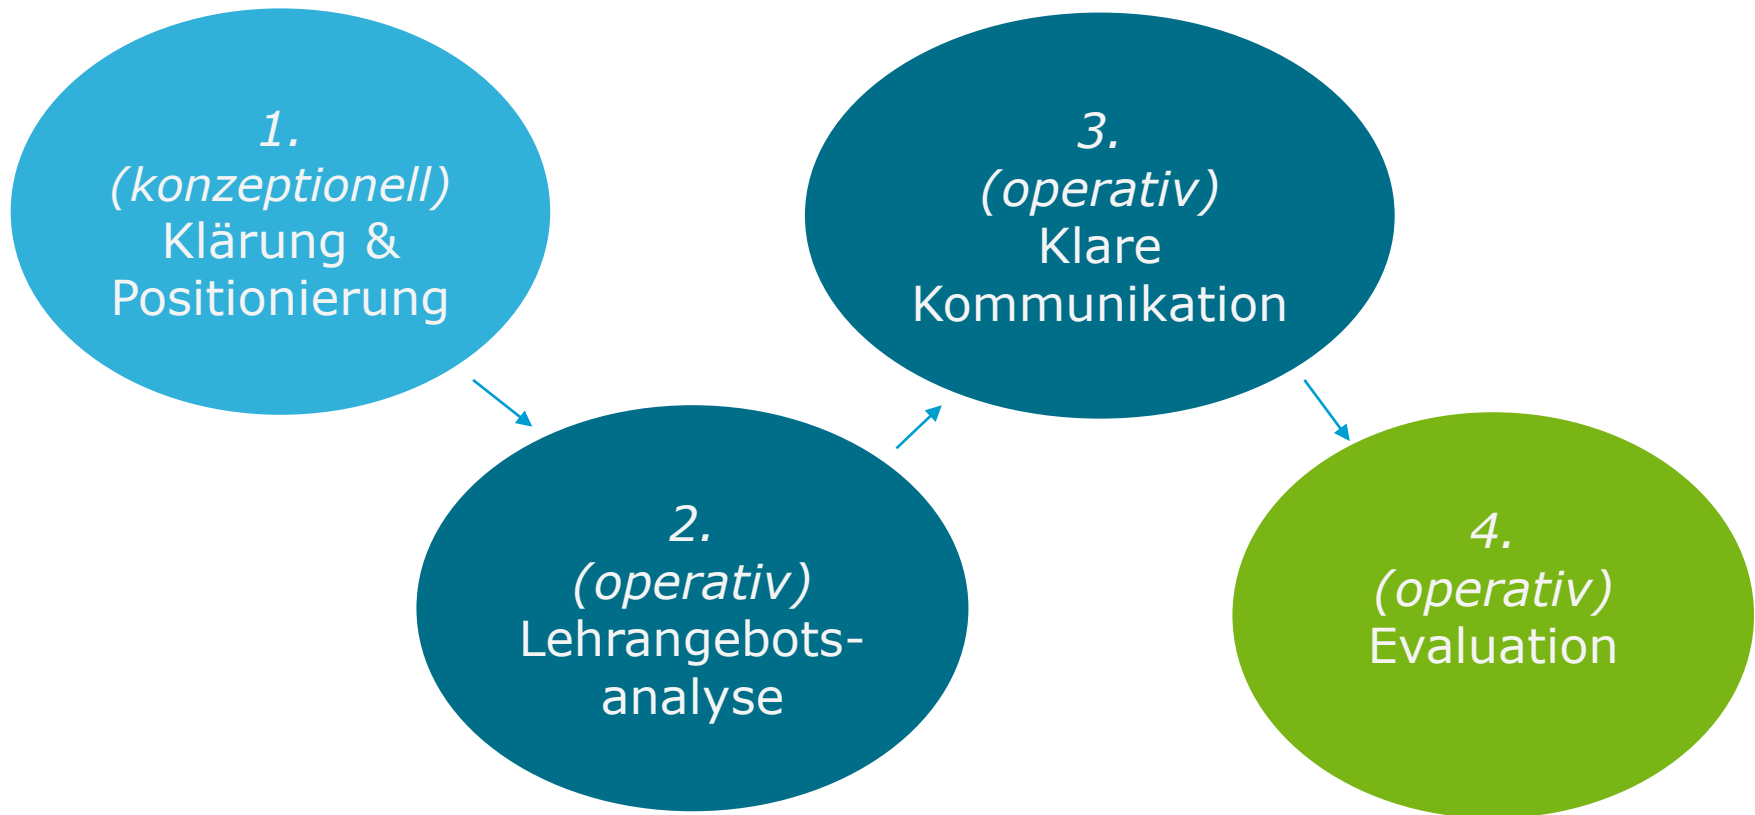 1.
(konzeptionell)
Klärung &
Positionierung
2.
(operativ)
Lehrangebots-
analyse
3.
(operativ)
Klare
Kommunikation
4.
(operativ)
Evaluation